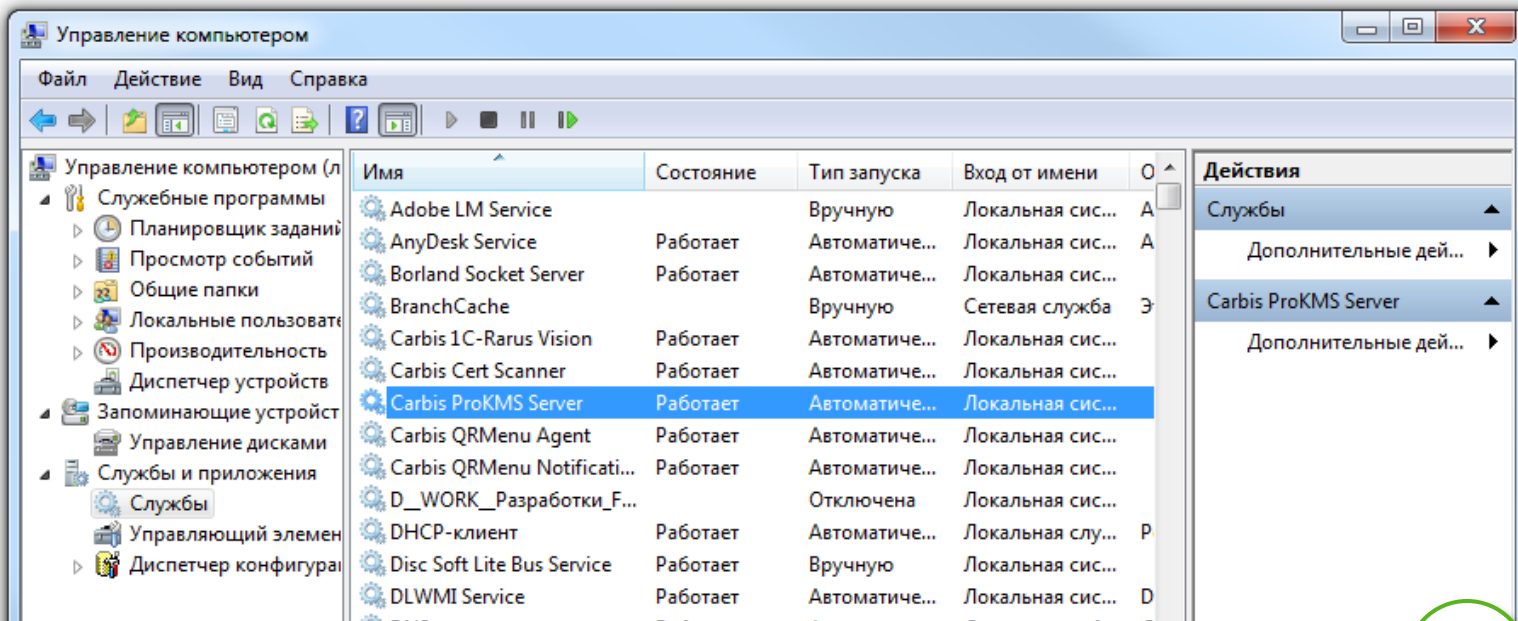 Управление компьютером
Файл Действие Вид Справка
Управление компьютером (л
Служебные программы
Планировщик заданий
Просмотр событий
22
Общие папки
Локальные пользовате
Производительность
Диспетчер устройств
Запоминающие устройст
Управление дисками
Службы и приложения
Службы
Управляющий элемен
Диспетчер конфигура
Имя Состояние Тип запуска Вход от имени О
Adobe LM Service Вручную Локальная сис... A
AnyDesk Service Работает Автоматиче... Локальная сис... A
Borland Socket Server Работает Автоматиче... Локальная сис...
BranchCache Вручную Сетевая служба Э
Carbis 1C-Rarus Vision Работает Автоматиче... Локальная сис...
Carbis Cert Scanner Работает Автоматиче... Локальная сис...
Carbis ProKMS Server Работает Автоматиче... Локальная сис...
Carbis QRMenu Agent Работает Автоматиче... Локальная сис...
Carbis QRMenu Notificati... Работает Автоматиче... Локальная сис...
D__WORK__Разработки_F... Отключена Локальная сис...
DHCP-клиент Работает Автоматиче... Локальная слу... Р
Disc Soft Lite Bus Service Работает Вручную Локальная сис...
DLWMI Service Работает Автоматиче... Локальная сис... D
Действия
Службы
Дополнительные дей...
Carbis ProKMS Server
Дополнительные дей...